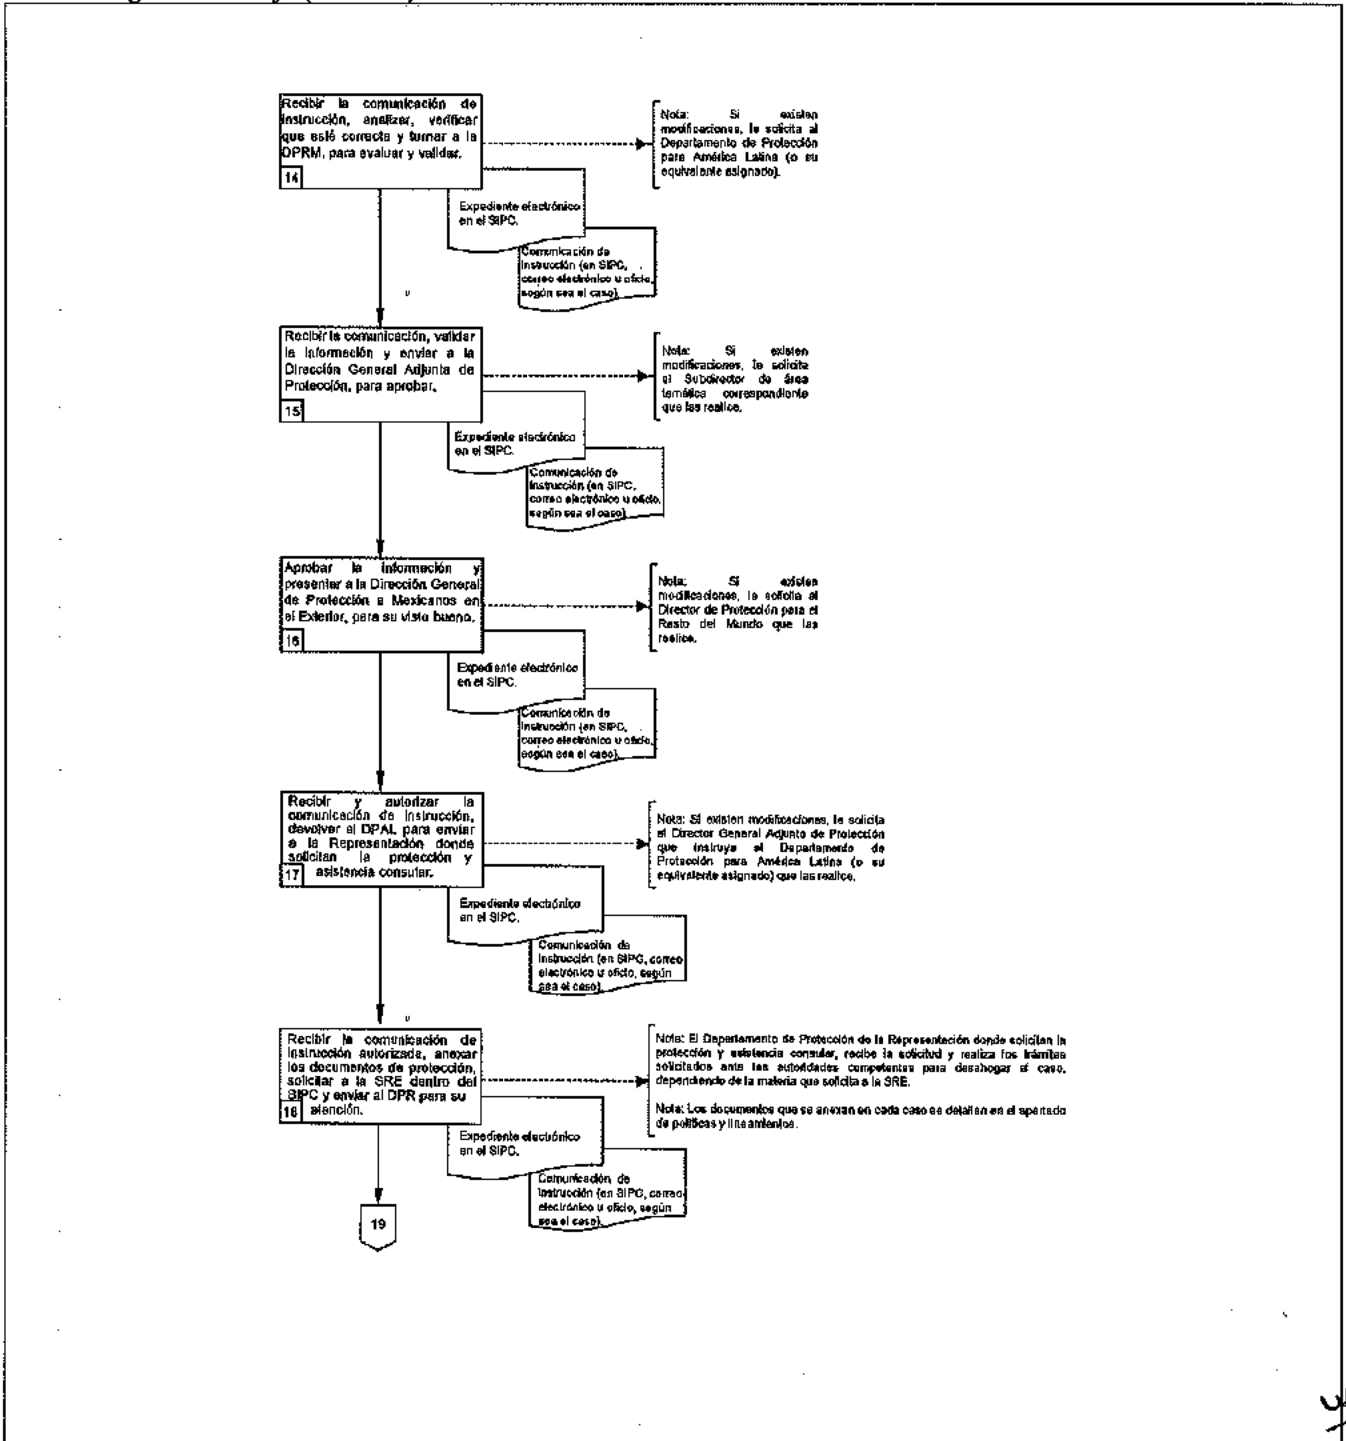 Recibir la comunicación de
instrucción, analizar, verificar
que esté correcta y turnar a la
DPRM, para evaluar y validar.
14
Nota: Si existen
modificaciones, le solicita al
Departamento de Protección
para América Latina (o su
equivalente asignado).
Expediente electrónico
en el SIPC.
Comunicación de
Instrucción (en SIPC,
correo electrónico u oficio,
según sea el caso)
Recibir la comunicación, validar
la información y enviar a la
Dirección General Adjunta de
Protección, para aprobar.
15
Nota: Si existen
modificaciones, le solicita
al Subdirector de área
temática correspondiente
que las realice.
Expediente electrónico
en el SIPC.
Comunicación de
Instrucción (en SIPC,
correo electrónico u oficio,
según sea el caso)
Aprobar la información y
presentar a la Dirección General
de Protección a Mexicanos en
el Exterior, para su visto bueno.
16
Nota: Si existen
modificaciones, le solicita al
Director de Protección para el
Resto del Mundo que las
realice.
Expediente electrónico
en el SIPC.
Comunicación de
Instrucción (en SIPC,
correo electrónico u oficio,
según sea el caso)
Recibir y autorizar la
comunicación de instrucción,
devolver al DPAL para enviar
a la Representación donde
solicitan la protección y
17 asistencia consular.
Nota: Si existen modificaciones, le solicita
al Director General Adjunto de Protección
que instruya al Departamento de
Protección para América Latina (o su
equivalente asignado) que las realice.
Expediente electrónico
en el SIPC.
Comunicación de
Instrucción (en SIPC, correo
electrónico u oficio, según
sea el caso)
Recibir la comunicación de
instrucción autorizada, anexar
los documentos de protección,
solicitar a la SRE dentro del
SIPC y enviar al DPR para su
18 atención.
Nota: El Departamento de Protección de la Representación donde solicitan la
protección y asistencia consular, recibe la solicitud y realiza los trámites
solicitados ante las autoridades competentes para desahogar el caso,
dependiendo de la materia que solicita a la SRE.
Nota: Los documentos que se anexan en cada caso se detallan en el apartado
de políticas y lineamientos.
Expediente electrónico
en el SIPC.
Comunicación de
Instrucción (en SIPC, correo
electrónico u oficio, según
sea el caso)
19